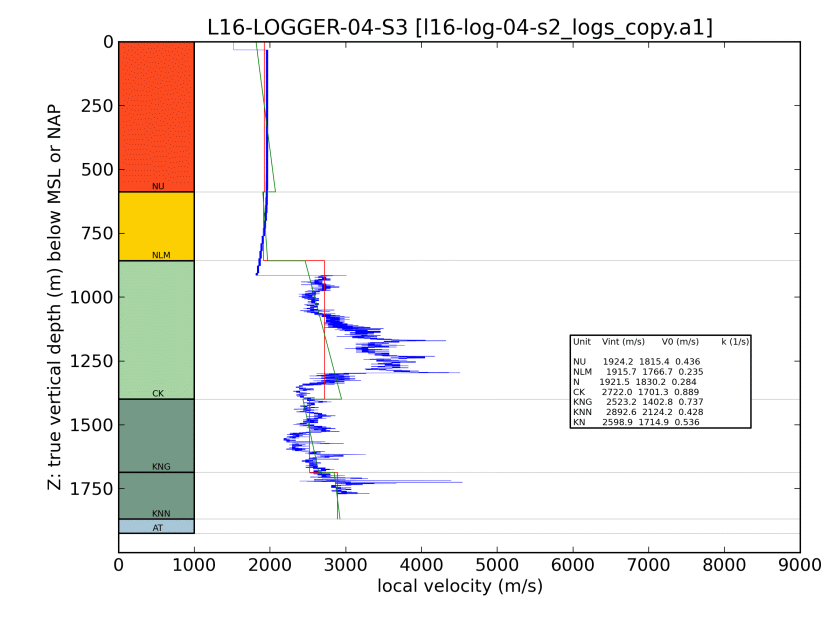 L16-LOGGER-04-S3 [l16-log-04-s2_logs_copy.a1]
0
250
500
750
1000
1250
1500
1750
Z: true vertical depth (m) below MSL or NAP
NU
NLM
CK
KNG
KNN
AT
Unit Vint (m/s) V0 (m/s) k (1/s)
NU 1924.2 1815.4 0.436
NLM 1915.7 1766.7 0.235
N 1921.5 1830.2 0.284
CK 2722.0 1701.3 0.889
KNG 2523.2 1402.8 0.737
KNN 2892.6 2124.2 0.428
KN 2598.9 1714.9 0.536
0 1000 2000 3000 4000 5000 6000 7000 8000 9000
local velocity (m/s)